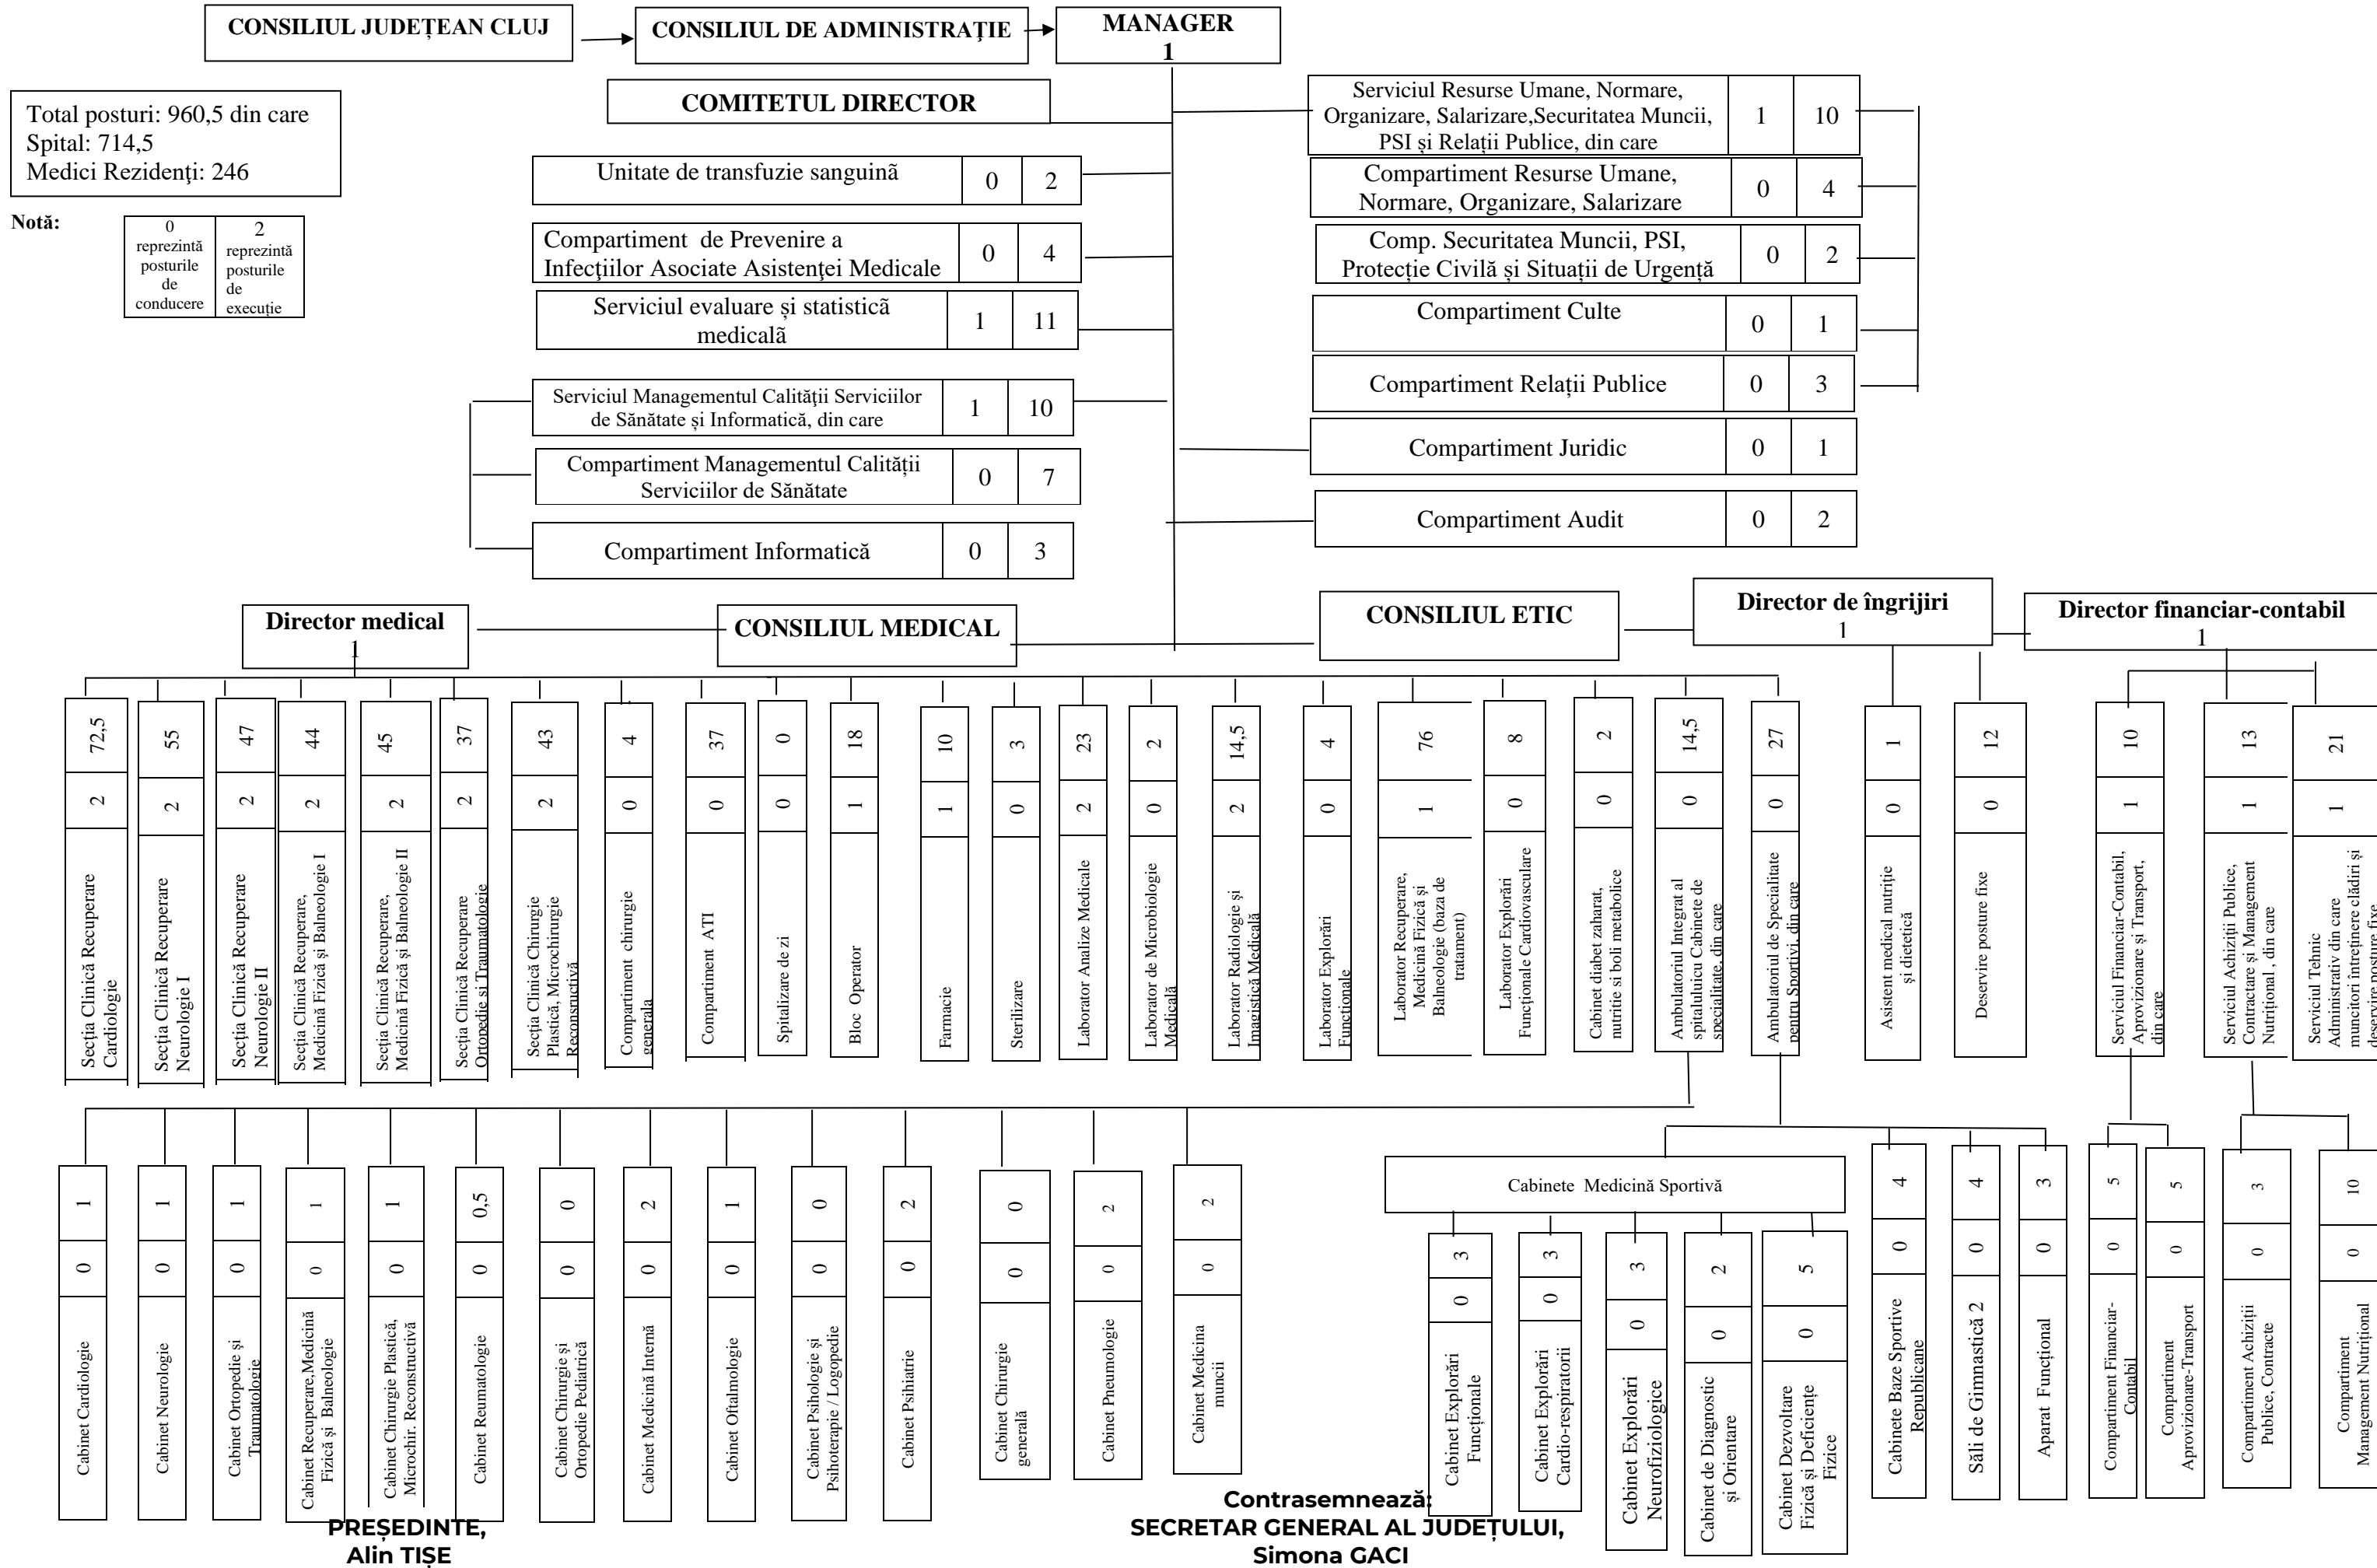 CONSILIUL JUDEȚEAN CLUJ
CONSILIUL DE ADMINISTRAŢIE
MANAGER
1
Total posturi: 960,5 din care
Spital: 714,5
Medici Rezidenţi: 246
Notă:
0
reprezintă
posturile
de
conducere
2
reprezintă
posturile
de
execuție
COMITETUL DIRECTOR
Unitate de transfuzie sanguinã
0 2
Compartiment de Prevenire a
Infecţiilor Asociate Asistenţei Medicale
0 4
Serviciul evaluare și statisticã
medicalã
1 11
Serviciul Managementul Calităţii Serviciilor
de Sănătate și Informatică, din care
1 10
Compartiment Managementul Calității
Serviciilor de Sănătate
0 7
Compartiment Informatică
0 3
Serviciul Resurse Umane, Normare,
Organizare, Salarizare,Securitatea Muncii,
PSI și Relații Publice, din care
1 10
Compartiment Resurse Umane,
Normare, Organizare, Salarizare
0 4
Comp. Securitatea Muncii, PSI,
Protecție Civilă și Situații de Urgență
0 2
Compartiment Culte
0 1
Compartiment Relații Publice
0 3
Compartiment Juridic
0 1
Compartiment Audit
0 2
Director medical
1
CONSILIUL MEDICAL
CONSILIUL ETIC
Director de îngrijiri
1
Director financiar-contabil
1
Secția Clinică Recuperare
Cardiologie
2 72,5
Secția Clinică Recuperare
Neurologie I
2 55
Secția Clinică Recuperare
Neurologie II
2 47
Secția Clinică Recuperare,
Medicină Fizică și Balneologie I
2 44
Secția Clinică Recuperare,
Medicină Fizică și Balneologie II
2 45
Secția Clinică Recuperare
Ortopedie si Traumatologie
2 37
Secția Clinică Chirurgie
Plastică, Microchirurgie
Reconstructivă
2 43
Compartiment chirurgie
generala
0 4
Compartiment ATI
0 37
Spitalizare de zi
0 0
Bloc Operator
1 18
Farmacie
1 10
Sterilizare
0 3
Laborator Analize Medicale
2 23
Laborator de Microbiologie
Medicală
0 2
Laborator Radiologie și
Imagistică Medicală
2 14,5
Laborator Explorări
Functionale
0 4
Laborator Recuperare,
Medicină Fizică și
Balneologie (baza de
tratament)
1 76
Laborator Explorări
Funcționale Cardiovasculare
0 8
Cabinet diabet zaharat,
nutritie si boli metabolice
0 2
Ambulatoriul Integrat al
spitaluluicu Cabinete de
specialitate, din care
0 14,5
Ambulatoriul de Specialitate
pentru Sportivi, din care
0 27
Asistent medical nutriție
și dietetică
0 1
Deservire posture fixe
0 12
Serviciul Financiar-Contabil,
Aprovizionare și Transport,
din care
1 10
Serviciul Achiziții Publice,
Contractare și Management
Nutrițional , din care
1 13
Serviciul Tehnic
Administrativ din care
muncitori întreținere clădiri și
deservire posture fixe
1 21
Cabinet Cardiologie
0 1
Cabinet Neurologie
0 1
Cabinet Ortopedie și
Traumatologie
0 1
Cabinet Recuperare,Medicină
Fizică și Balneologie
0 1
Cabinet Chirurgie Plastică,
Microchir. Reconstructivă
0 1
Cabinet Reumatologie
0 0,5
Cabinet Chirurgie și
Ortopedie Pediatrică
0 0
Cabinet Medicină Internă
0 2
Cabinet Oftalmologie
0 1
Cabinet Psihologie și
Psihoterapie / Logopedie
0 0
Cabinet Psihiatrie
0 2
Cabinet Chirurgie
generală
0 0
Cabinet Pneumologie
0 2
Cabinet Medicina
muncii
0 2
Cabinete Medicină Sportivă
Cabinet Explorări
Funcționale
0 3
Cabinet Explorări
Cardio-respiratorii
0 3
Cabinet Explorări
Neurofiziologice
0 3
Cabinet de Diagnostic
și Orientare
0 2
Cabinet Dezvoltare
Fizică și Deficiențe
Fizice
0 5
Cabinete Baze Sportive
Republicane
0 4
Săli de Gimnastică 2
0 4
Aparat Funcțional
0 3
Compartiment Financiar-
Contabil
0 5
Compartiment
Aprovizionare-Transport
0 5
Compartiment Achiziții
Publice, Contracte
0 3
Compartiment
Management Nutrițional
0 10
PREȘEDINTE,
Alin TIȘE
Contrasemnează:
SECRETAR GENERAL AL JUDEȚULUI,
Simona GACI